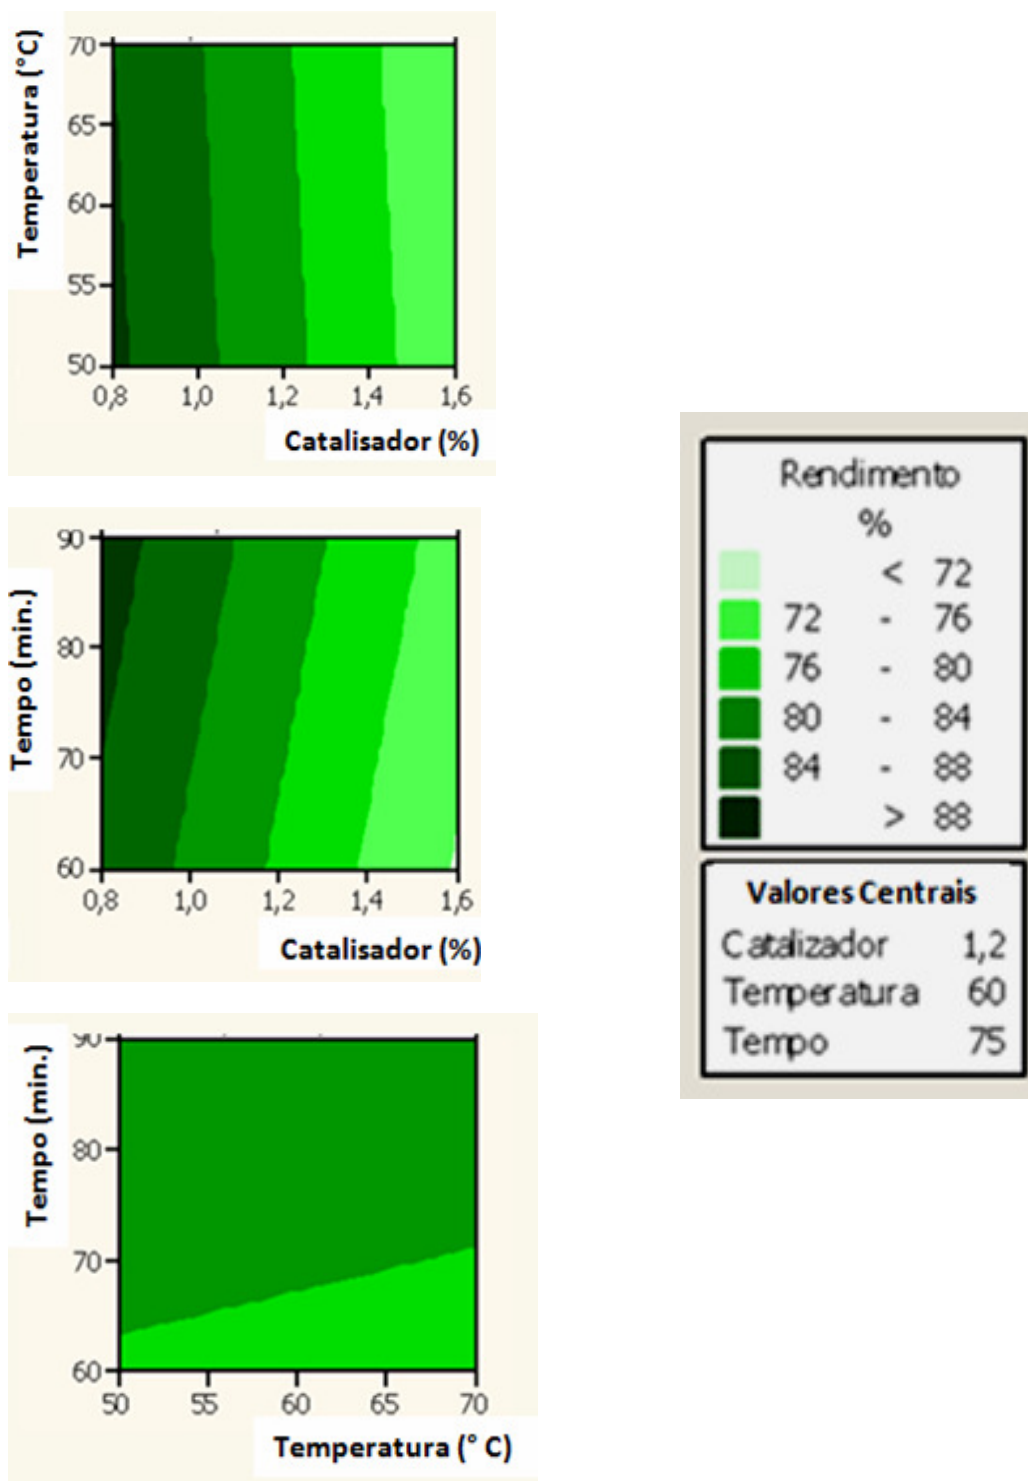 Temperatura (°C)
70
65
60
55
50
0,8 1,0 1,2 1,4 1,6
Catalisador (%)
Tempo (min.)
90
80
70
60
0,8 1,0 1,2 1,4 1,6
Catalisador (%)
Tempo (min.)
90
80
70
60
50 55 60 65 70
Temperatura (° C)
Rendimento
%
< 72
72 - 76
76 - 80
80 - 84
84 - 88
> 88
Valores Centrais
Catalizador 1,2
Temperatura 60
Tempo 75